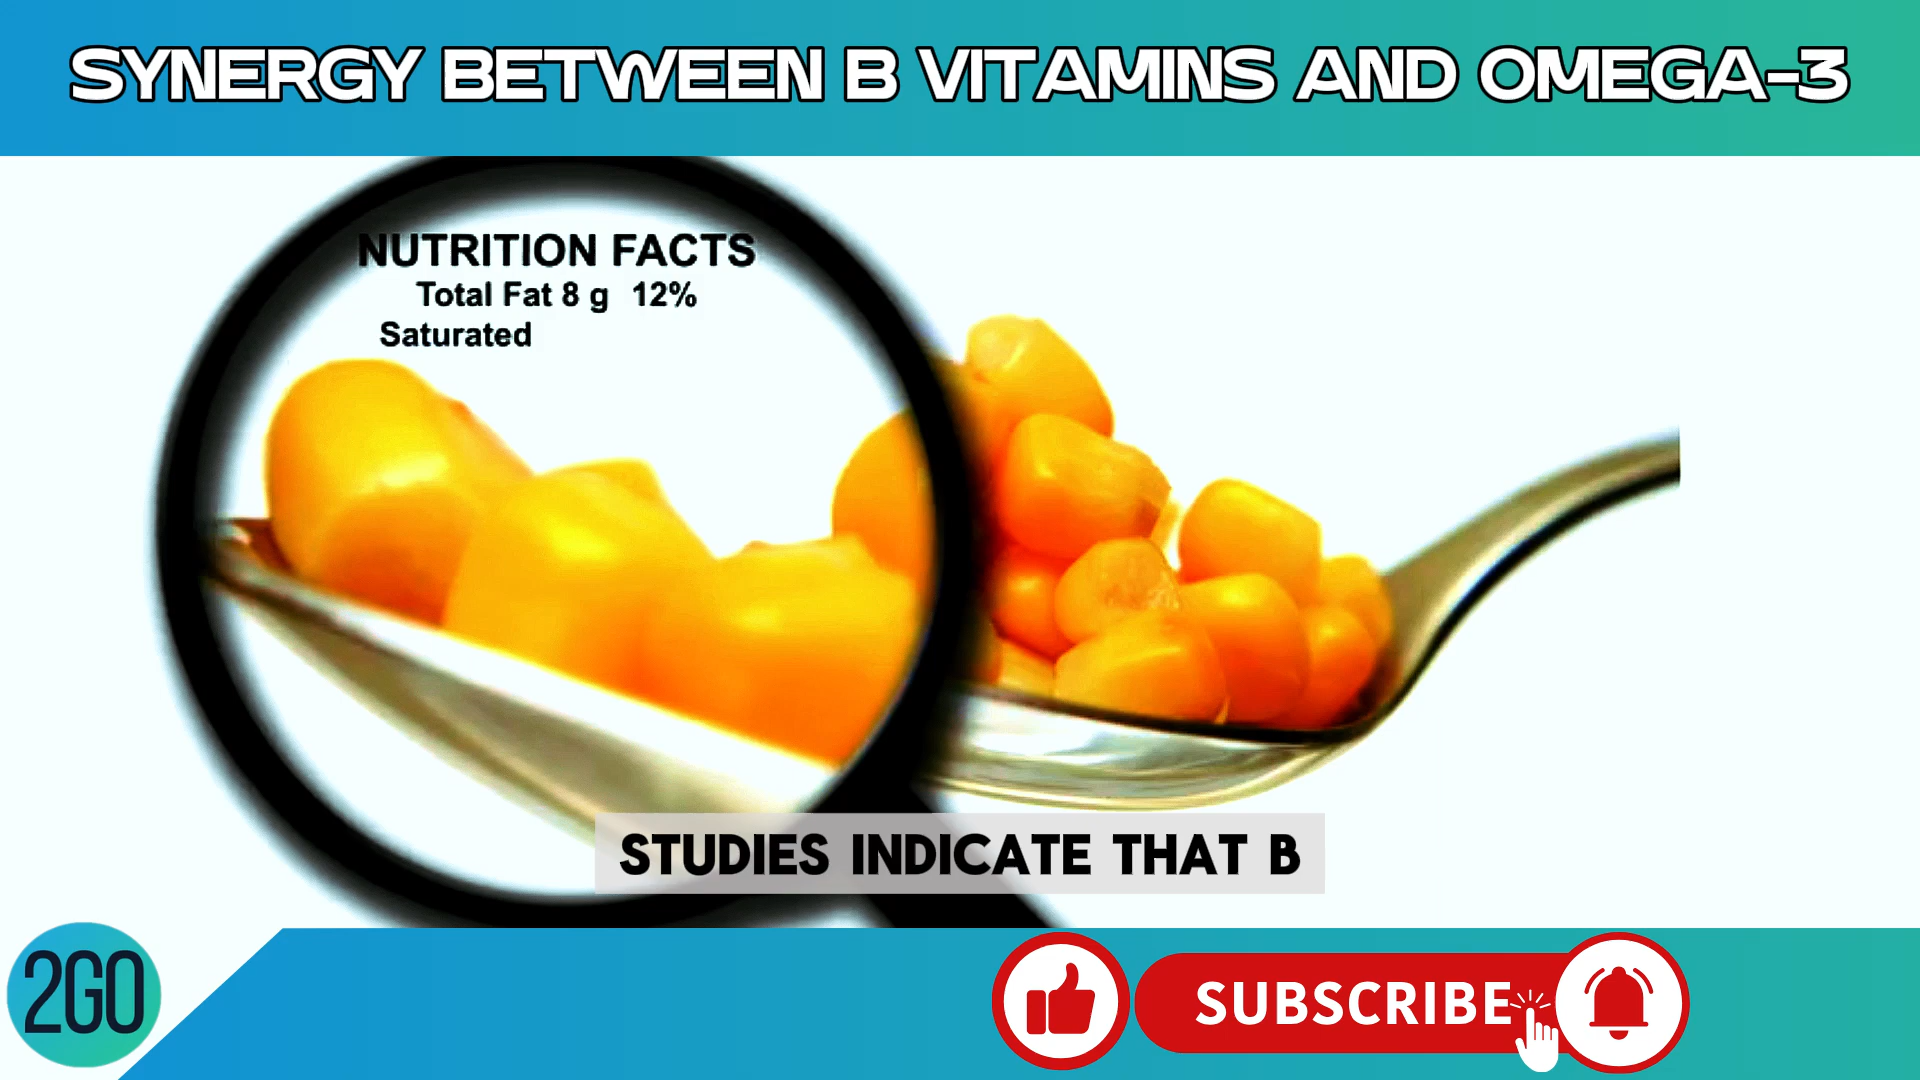 SYNERGY BETWEEN B VITAMINS AND OMEGA-3
NUTRITION FACTS
Total Fat 8 g 12%
Saturated
STUDIES INDICATE THAT B
2GO
SUBSCRIBE